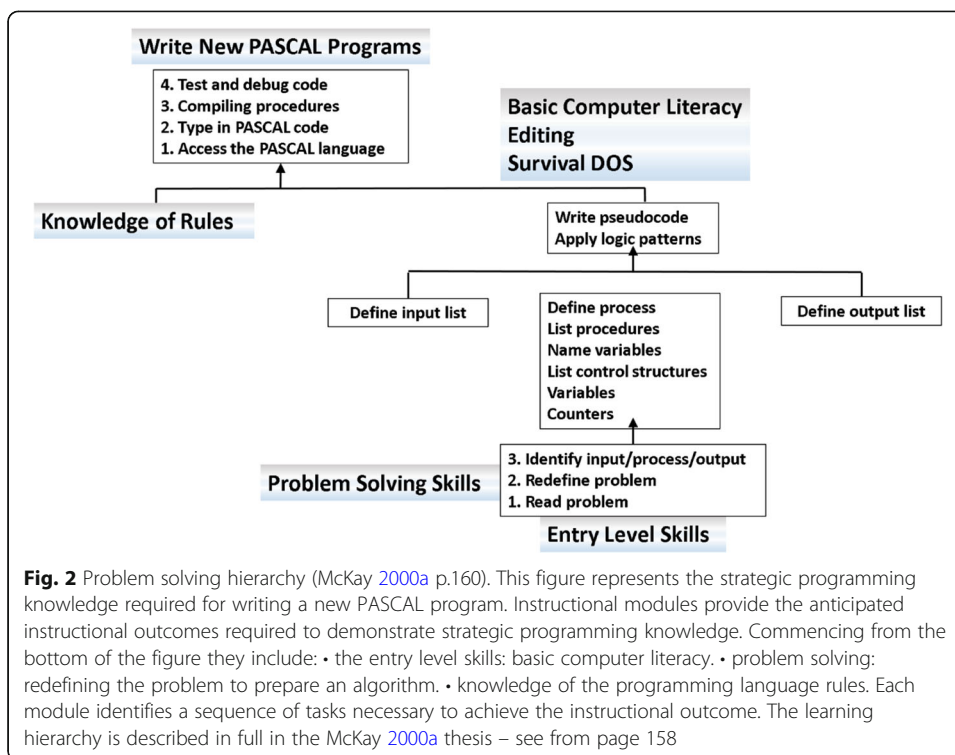 Write New PASCAL Programs
4. Test and debug code
3. Compiling procedures
2. Type in PASCAL code
1. Access the PASCAL language
Basic Computer Literacy
Editing
Survival DOS
Knowledge of Rules
Write pseudocode
Apply logic patterns
Define input list
Define process
List procedures
Name variables
List control structures
Variables
Counters
Define output list
Problem Solving Skills
3. Identify input/process/output
2. Redefine problem
1. Read problem
Entry Level Skills
Fig. 2 Problem solving hierarchy (McKay 2000a p.160). This figure represents the strategic programming
knowledge required for writing a new PASCAL program. Instructional modules provide the anticipated
instructional outcomes required to demonstrate strategic programming knowledge. Commencing from the
bottom of the figure they include: • the entry level skills: basic computer literacy. • problem solving:
redefining the problem to prepare an algorithm. • knowledge of the programming language rules. Each
module identifies a sequence of tasks necessary to achieve the instructional outcome. The learning
hierarchy is described in full in the McKay 2000a thesis – see from page 158